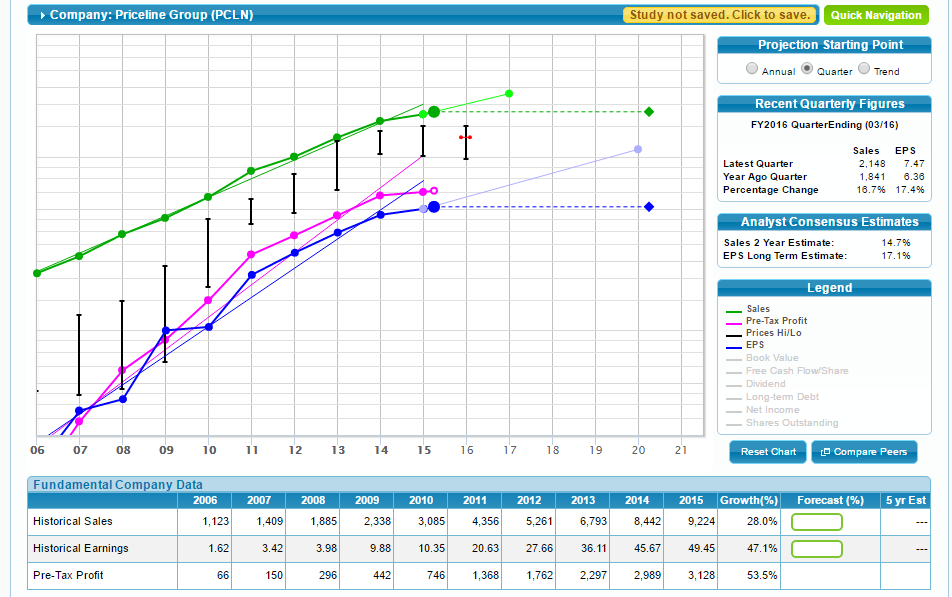 Company: Priceline Group (PCLN)
Study not saved. Click to save.
Quick Navigation
06 07 08 09 10 11 12 13 14 15 16 17 18 19 20 21
Projection Starting Point
Annual Quarter Trend
Recent Quarterly Figures
FY2016 QuarterEnding (03/16)
Sales EPS
Latest Quarter 2,148 7.47
Year Ago Quarter 1,841 6.36
Percentage Change 16.7% 17.4%
Analyst Consensus Estimates
Sales 2 Year Estimate: 14.7%
EPS Long Term Estimate: 17.1%
Legend
Sales
Pre-Tax Profit
Prices Hi/Lo
EPS
Book Value
Free Cash Flow/Share
Dividend
Long-term Debt
Net Income
Shares Outstanding
Reset Chart
Compare Peers
Fundamental Company Data
2006 2007 2008 2009 2010 2011 2012 2013 2014 2015 Growth(%) Forecast (%) 5 yr Est
Historical Sales 1,123 1,409 1,885 2,338 3,085 4,356 5,261 6,793 8,442 9,224 28.0% ---
Historical Earnings 1.62 3.42 3.98 9.88 10.35 20.63 27.66 36.11 45.67 49.45 47.1% ---
Pre-Tax Profit 66 150 296 442 746 1,368 1,762 2,297 2,989 3,128 53.5%